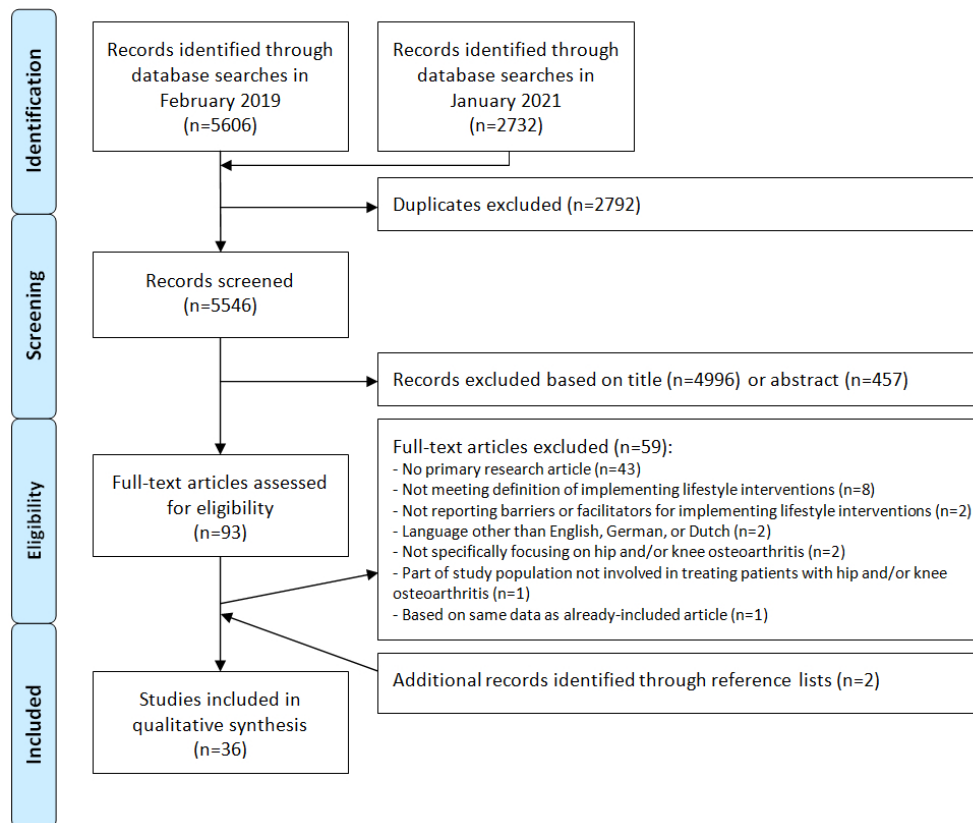 Identification
Records identified through
database searches in
February 2019
(n=5606)
Records identified through
database searches in
January 2021
(n=2732)
Duplicates excluded (n=2792)
Screening
Records screened
(n=5546)
Records excluded based on title (n=4996) or abstract (n=457)
Eligibility
Full-text articles assessed
for eligibility
(n=93)
Full-text articles excluded (n=59):
- No primary research article (n=43)
- Not meeting definition of implementing lifestyle interventions (n=8)
- Not reporting barriers or facilitators for implementing lifestyle interventions (n=2)
- Language other than English, German, or Dutch (n=2)
- Not specifically focusing on hip and/or knee osteoarthritis (n=2)
- Part of study population not involved in treating patients with hip and/or knee
osteoarthritis (n=1)
- Based on same data as already-included article (n=1)
Included
Additional records identified through reference lists (n=2)
Studies included in
qualitative synthesis
(n=36)